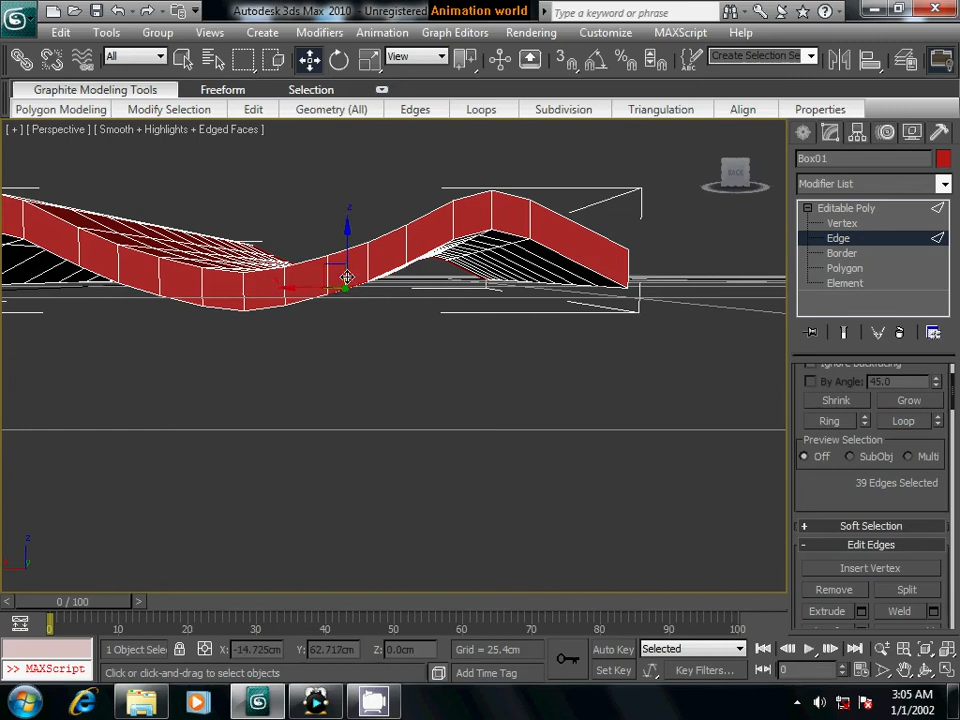 Autodesk 3ds Max 2010 - Unregistered Animation world
Type a keyword or phrase
Edit Tools Group Views Create Modifiers Animation Graph Editors Rendering Customize MAXScript Help
All View Create Selection Se
Graphite Modeling Tools Freeform Selection
Polygon Modeling Modify Selection Edit Geometry (All) Edges Loops Subdivision Triangulation Align Properties
[ + ] [ Perspective ] [ Smooth + Highlights + Edged Faces ]
BACK
z
z
Box01
Modifier List
Editable Poly
Vertex
Edge
Border
Polygon
Element
Ignore Backfacing
By Angle: 45.0
Shrink Grow
Ring Loop
Preview Selection
Off SubObj Multi
39 Edges Selected
+ Soft Selection
- Edit Edges
Insert Vertex
Remove Split
Extrude Weld
< 0 / 100 >
0 10 20 30 40 50 60 70 80 90 100
1 Object Selec X: -14.725cm Y: 62.717cm Z: 0.0cm Grid = 25.4cm Auto Key Selected
>> MAXScript Click or click-and-drag to select objects Add Time Tag Set Key Key Filters... 0
3:05 AM
1/1/2002